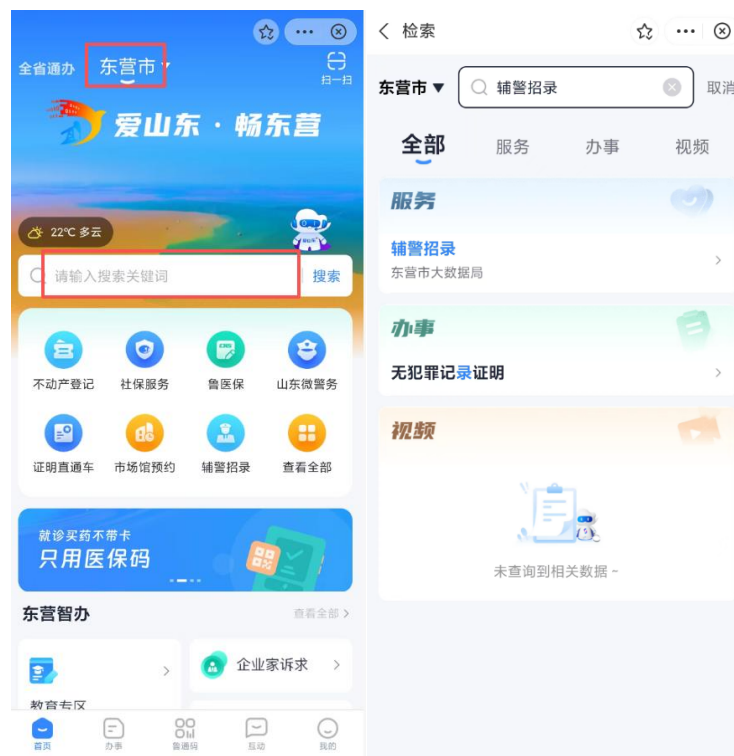 全省通办 东营市
扫一扫
爱山东·畅东营
22℃ 多云
请输入搜索关键词 搜索
不动产登记 社保服务 鲁医保 山东微警务
证明直通车 市场馆预约 辅警招录 查看全部
就诊买药不带卡
只用医保码
东营智办 查看全部 >
企业家诉求 >
教育专区
首页 办事 鲁通码 互动 我的
< 检索
东营市▼ 辅警招录 取消
全部 服务 办事 视频
服务
辅警招录
东营市大数据局
办事
无犯罪记录证明
视频
未查询到相关数据~